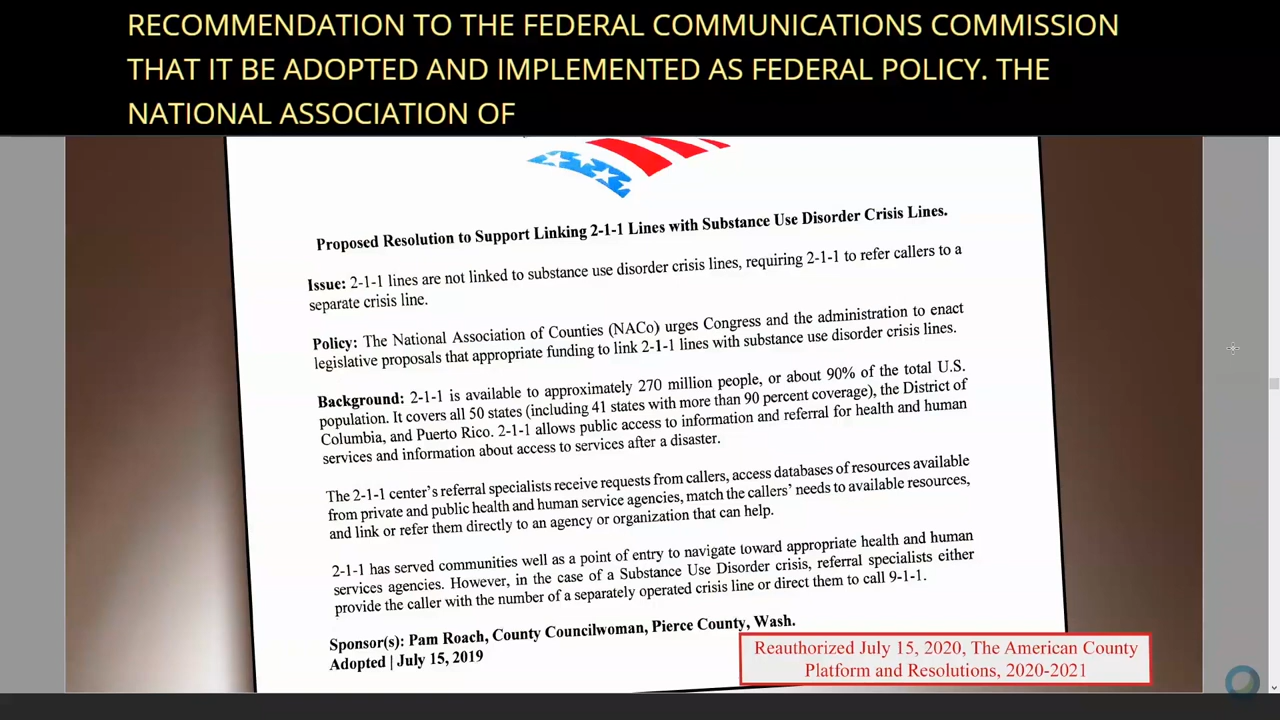 RECOMMENDATION TO THE FEDERAL COMMUNICATIONS COMMISSION
THAT IT BE ADOPTED AND IMPLEMENTED AS FEDERAL POLICY. THE
NATIONAL ASSOCIATION OF
Proposed Resolution to Support Linking 2-1-1 Lines with Substance Use Disorder Crisis Lines.
Issue: 2-1-1 lines are not linked to substance use disorder crisis lines, requiring 2-1-1 to refer callers to a
separate crisis line.
Policy: The National Association of Counties (NACo) urges Congress and the administration to enact
legislative proposals that appropriate funding to link 2-1-1 lines with substance use disorder crisis lines.
Background: 2-1-1 is available to approximately 270 million people, or about 90% of the total U.S.
population. It covers all 50 states (including 41 states with more than 90 percent coverage), the District of
Columbia, and Puerto Rico. 2-1-1 allows public access to information and referral for health and human
services and information about access to services after a disaster.
The 2-1-1 center's referral specialists receive requests from callers, access databases of resources available
from private and public health and human service agencies, match the callers' needs to available resources,
and link or refer them directly to an agency or organization that can help.
2-1-1 has served communities well as a point of entry to navigate toward appropriate health and human
services agencies. However, in the case of a Substance Use Disorder crisis, referral specialists either
provide the caller with the number of a separately operated crisis line or direct them to call 9-1-1.
Sponsor(s): Pam Roach, County Councilwoman, Pierce County, Wash.
Adopted | July 15, 2019
Reauthorized July 15, 2020, The American County
Platform and Resolutions, 2020-2021